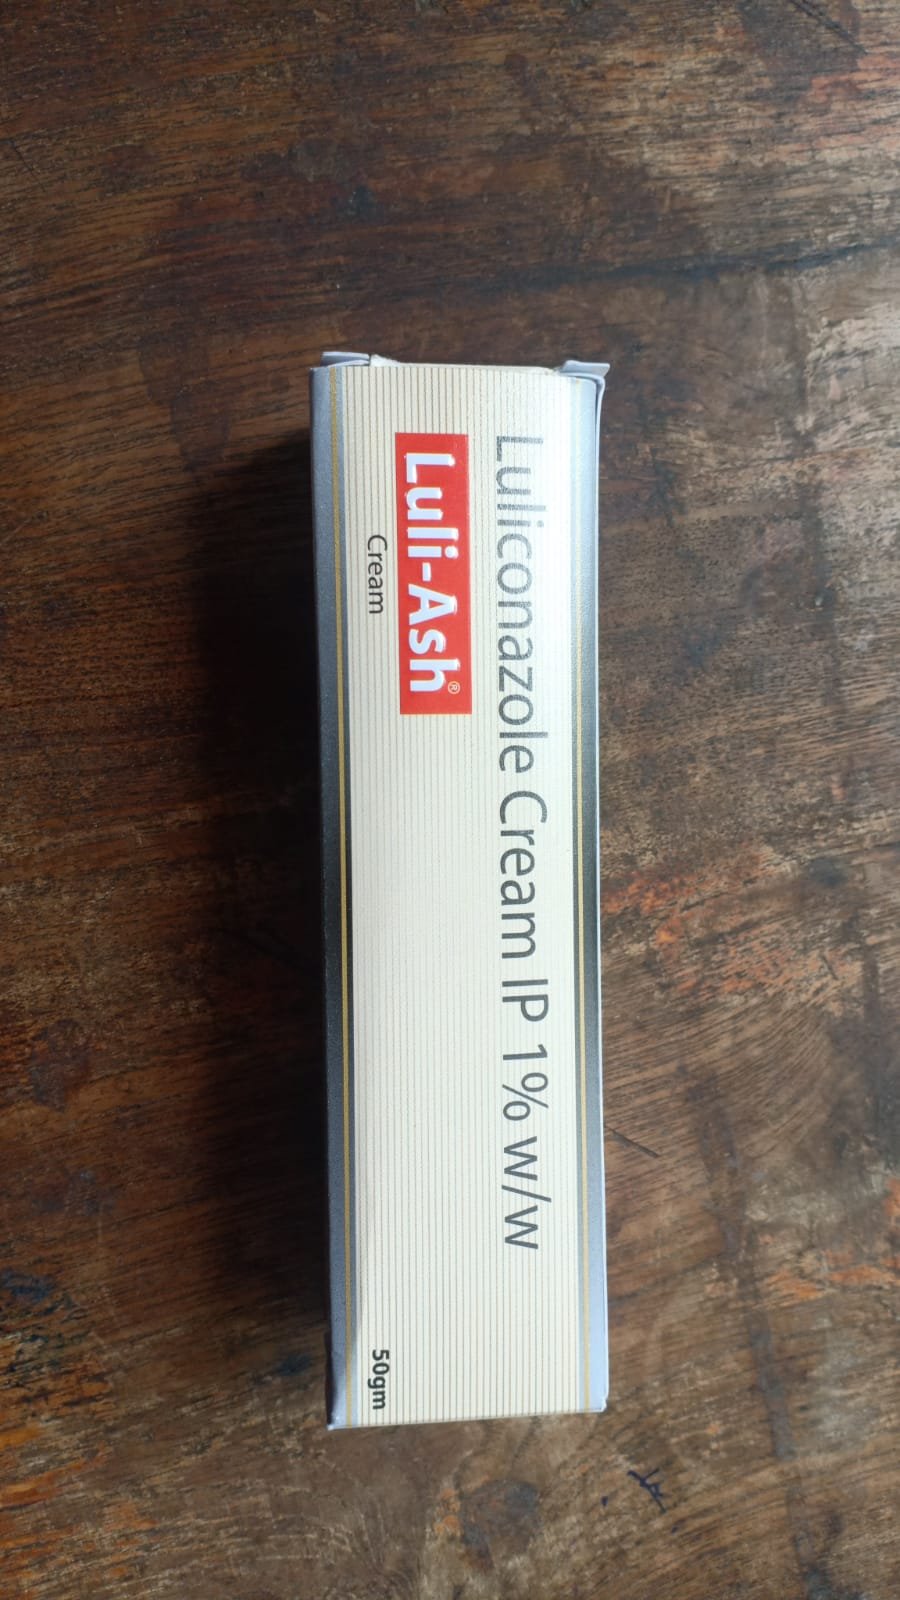 Luliconazole Cream IP 1% w/w
Luli-Ash®
Cream
50gm